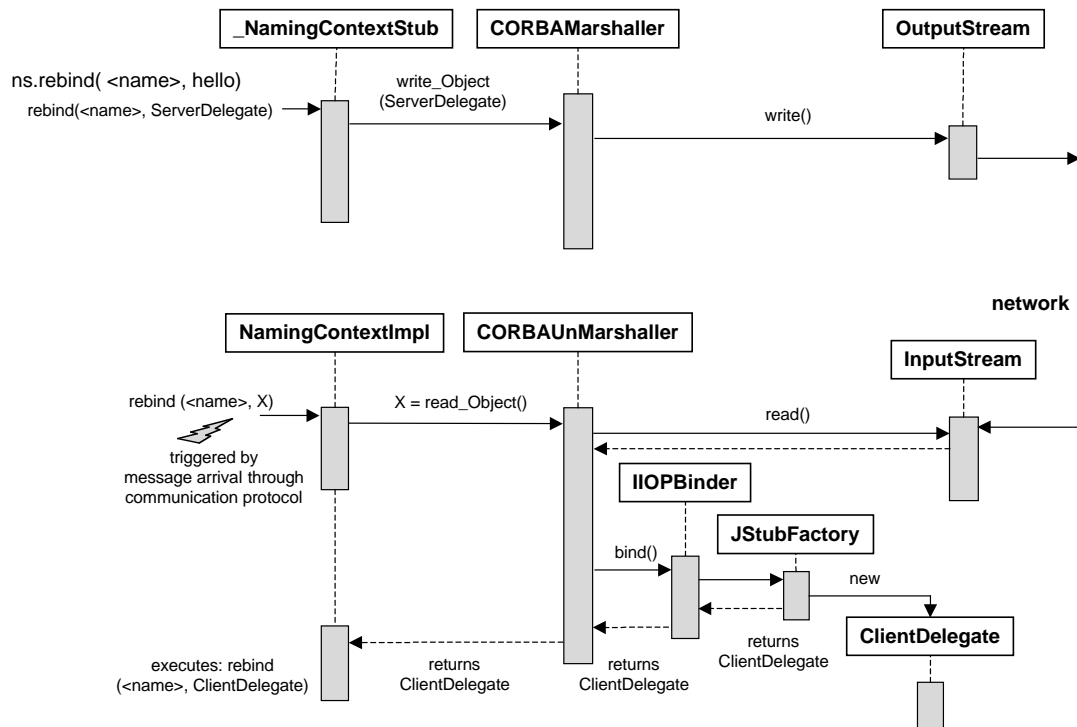 _NamingContextStub
CORBAMarshaller
OutputStream
ns.rebind( <name>, hello)
rebind(<name>, ServerDelegate)
write_Object
(ServerDelegate)
write()
network
NamingContextImpl
CORBAUnMarshaller
InputStream
rebind (<name>, X)
X = read_Object()
read()
triggered by
message arrival through
communication protocol
IIOPBinder
JStubFactory
bind()
new
ClientDelegate
executes: rebind
(<name>, ClientDelegate)
returns
ClientDelegate
returns
ClientDelegate
returns
ClientDelegate